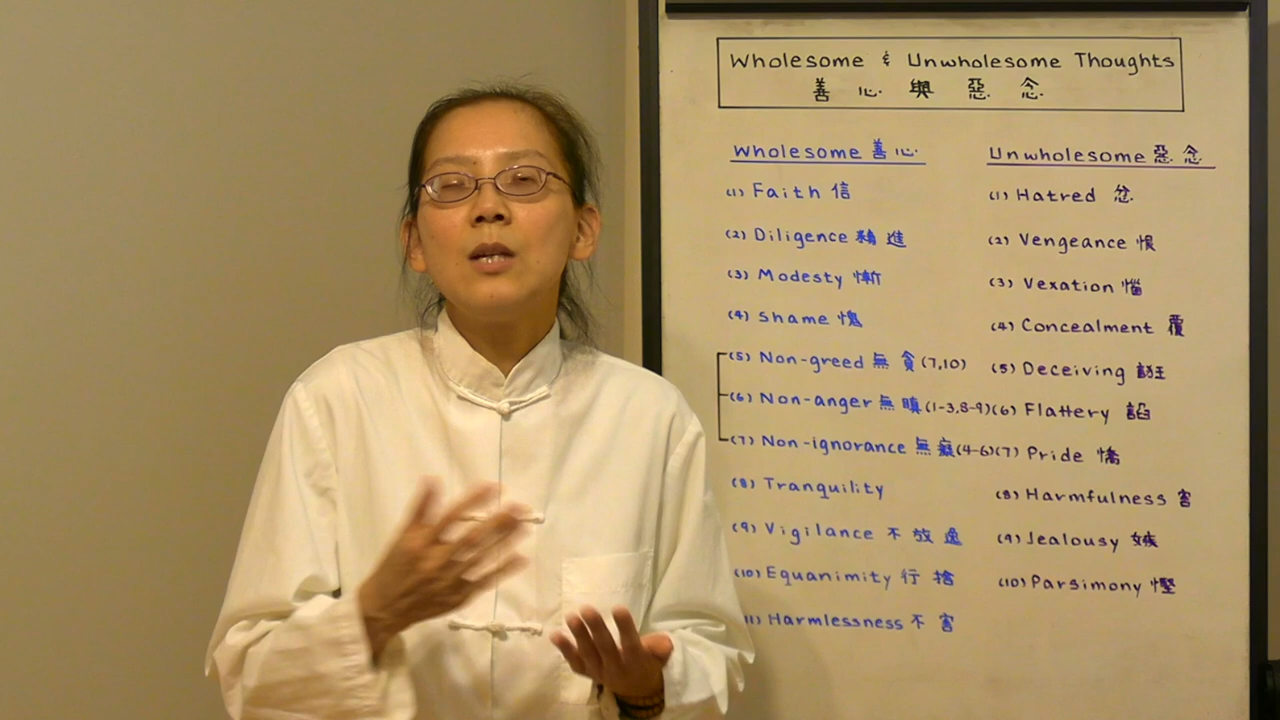 Wholesome & Unwholesome Thoughts
善心與惡念
Wholesome 善心
(1) Faith 信
(2) Diligence 精進
(3) Modesty 慚
(4) Shame 愧
(5) Non-greed 無貪 (7,10)
(6) Non-anger 無瞋 (1-3,8-9)
(7) Non-ignorance 無癡 (4-6)
(8) Tranquility
(9) Vigilance 不放逸
(10) Equanimity 行捨
(11) Harmlessness 不害
Unwholesome 惡念
(1) Hatred 忿
(2) Vengeance 恨
(3) Vexation 惱
(4) Concealment 覆
(5) Deceiving 誑
(6) Flattery 諂
(7) Pride 憍
(8) Harmfulness 害
(9) Jealousy 嫉
(10) Parsimony 慳